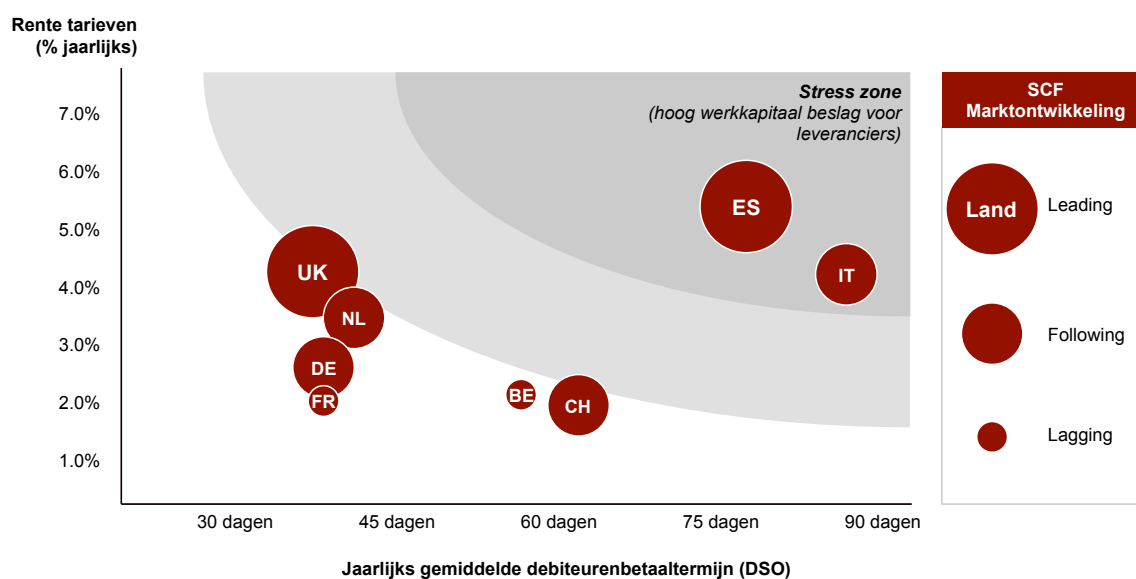 Rente tarieven
(% jaarlijks)
7.0%
6.0%
5.0%
4.0%
3.0%
2.0%
1.0%
Stress zone
(hoog werkkapitaal beslag voor
leveranciers)
ES
IT
UK
NL
DE
FR
BE
CH
30 dagen
45 dagen
60 dagen
75 dagen
90 dagen
Jaarlijks gemiddelde debiteurenbetaaltermijn (DSO)
SCF
Marktontwikkeling
Land
Leading
Following
Lagging